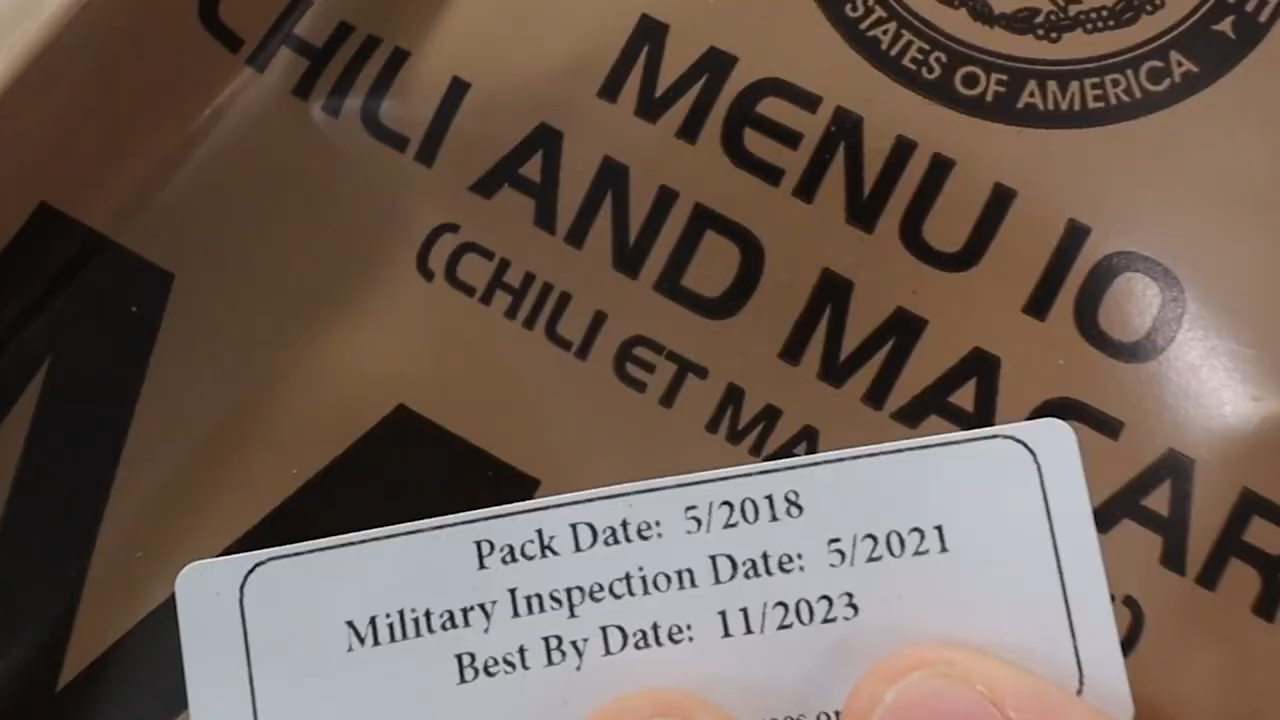 STATES OF AMERICA
MENU 10
CHILI AND MACAR
(CHILI ET MA
Pack Date: 5/2018
Military Inspection Date: 5/2021
Best By Date: 11/2023